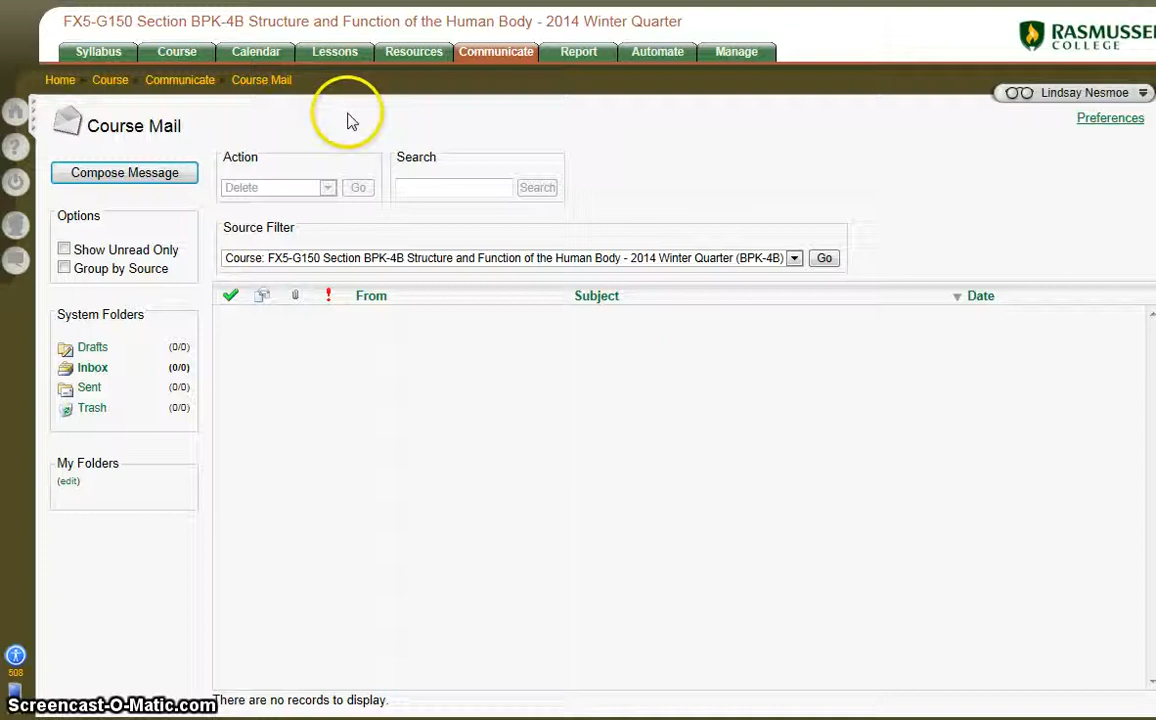 FX5-G150 Section BPK-4B Structure and Function of the Human Body - 2014 Winter Quarter
RASMUSSE
COLLEGE
Syllabus Course Calendar Lessons Resources Communicate Report Automate Manage
Home Course Communicate Course Mail
Lindsay Nesmoe
Preferences
Course Mail
Compose Message
Action
Delete Go
Search
Search
Options
Show Unread Only
Group by Source
Source Filter
Course: FX5-G150 Section BPK-4B Structure and Function of the Human Body - 2014 Winter Quarter (BPK-4B) Go
From Subject Date
System Folders
Drafts (0/0)
Inbox (0/0)
Sent (0/0)
Trash (0/0)
My Folders
(edit)
508
There are no records to display.
Screencast-O-Matic.com